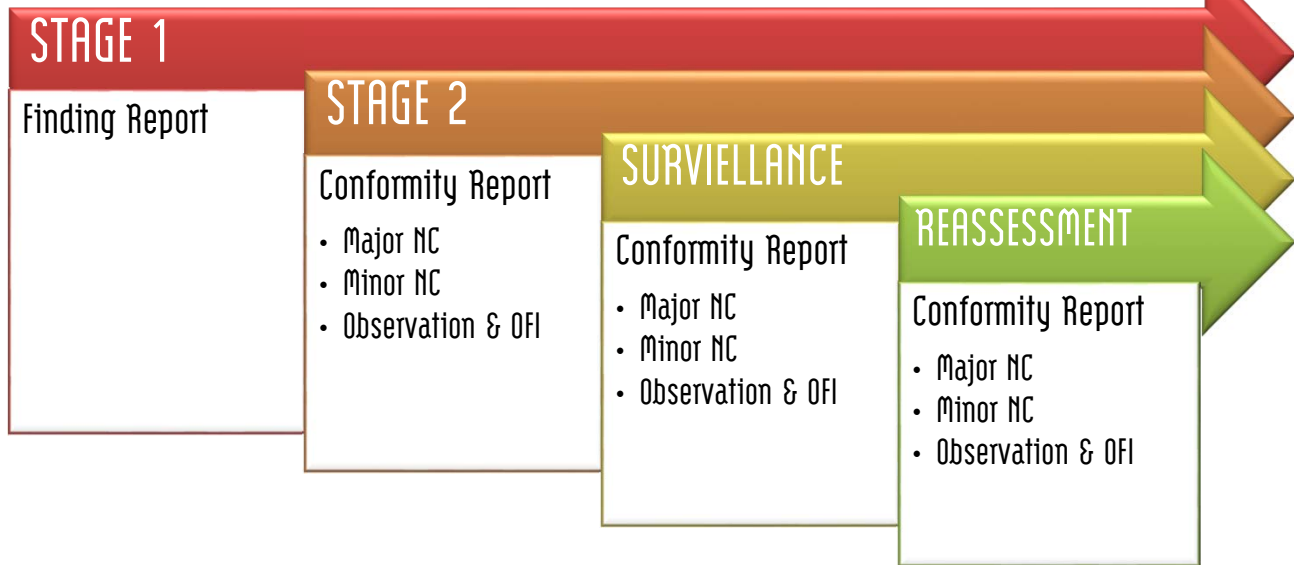 STAGE 1
Finding Report
STAGE 2
Conformity Report
• Major NC
• Minor NC
• Observation & OFI
SURVIELLANCE
Conformity Report
• Major NC
• Minor NC
• Observation & OFI
REASSESSMENT
Conformity Report
• Major NC
• Minor NC
• Observation & OFI